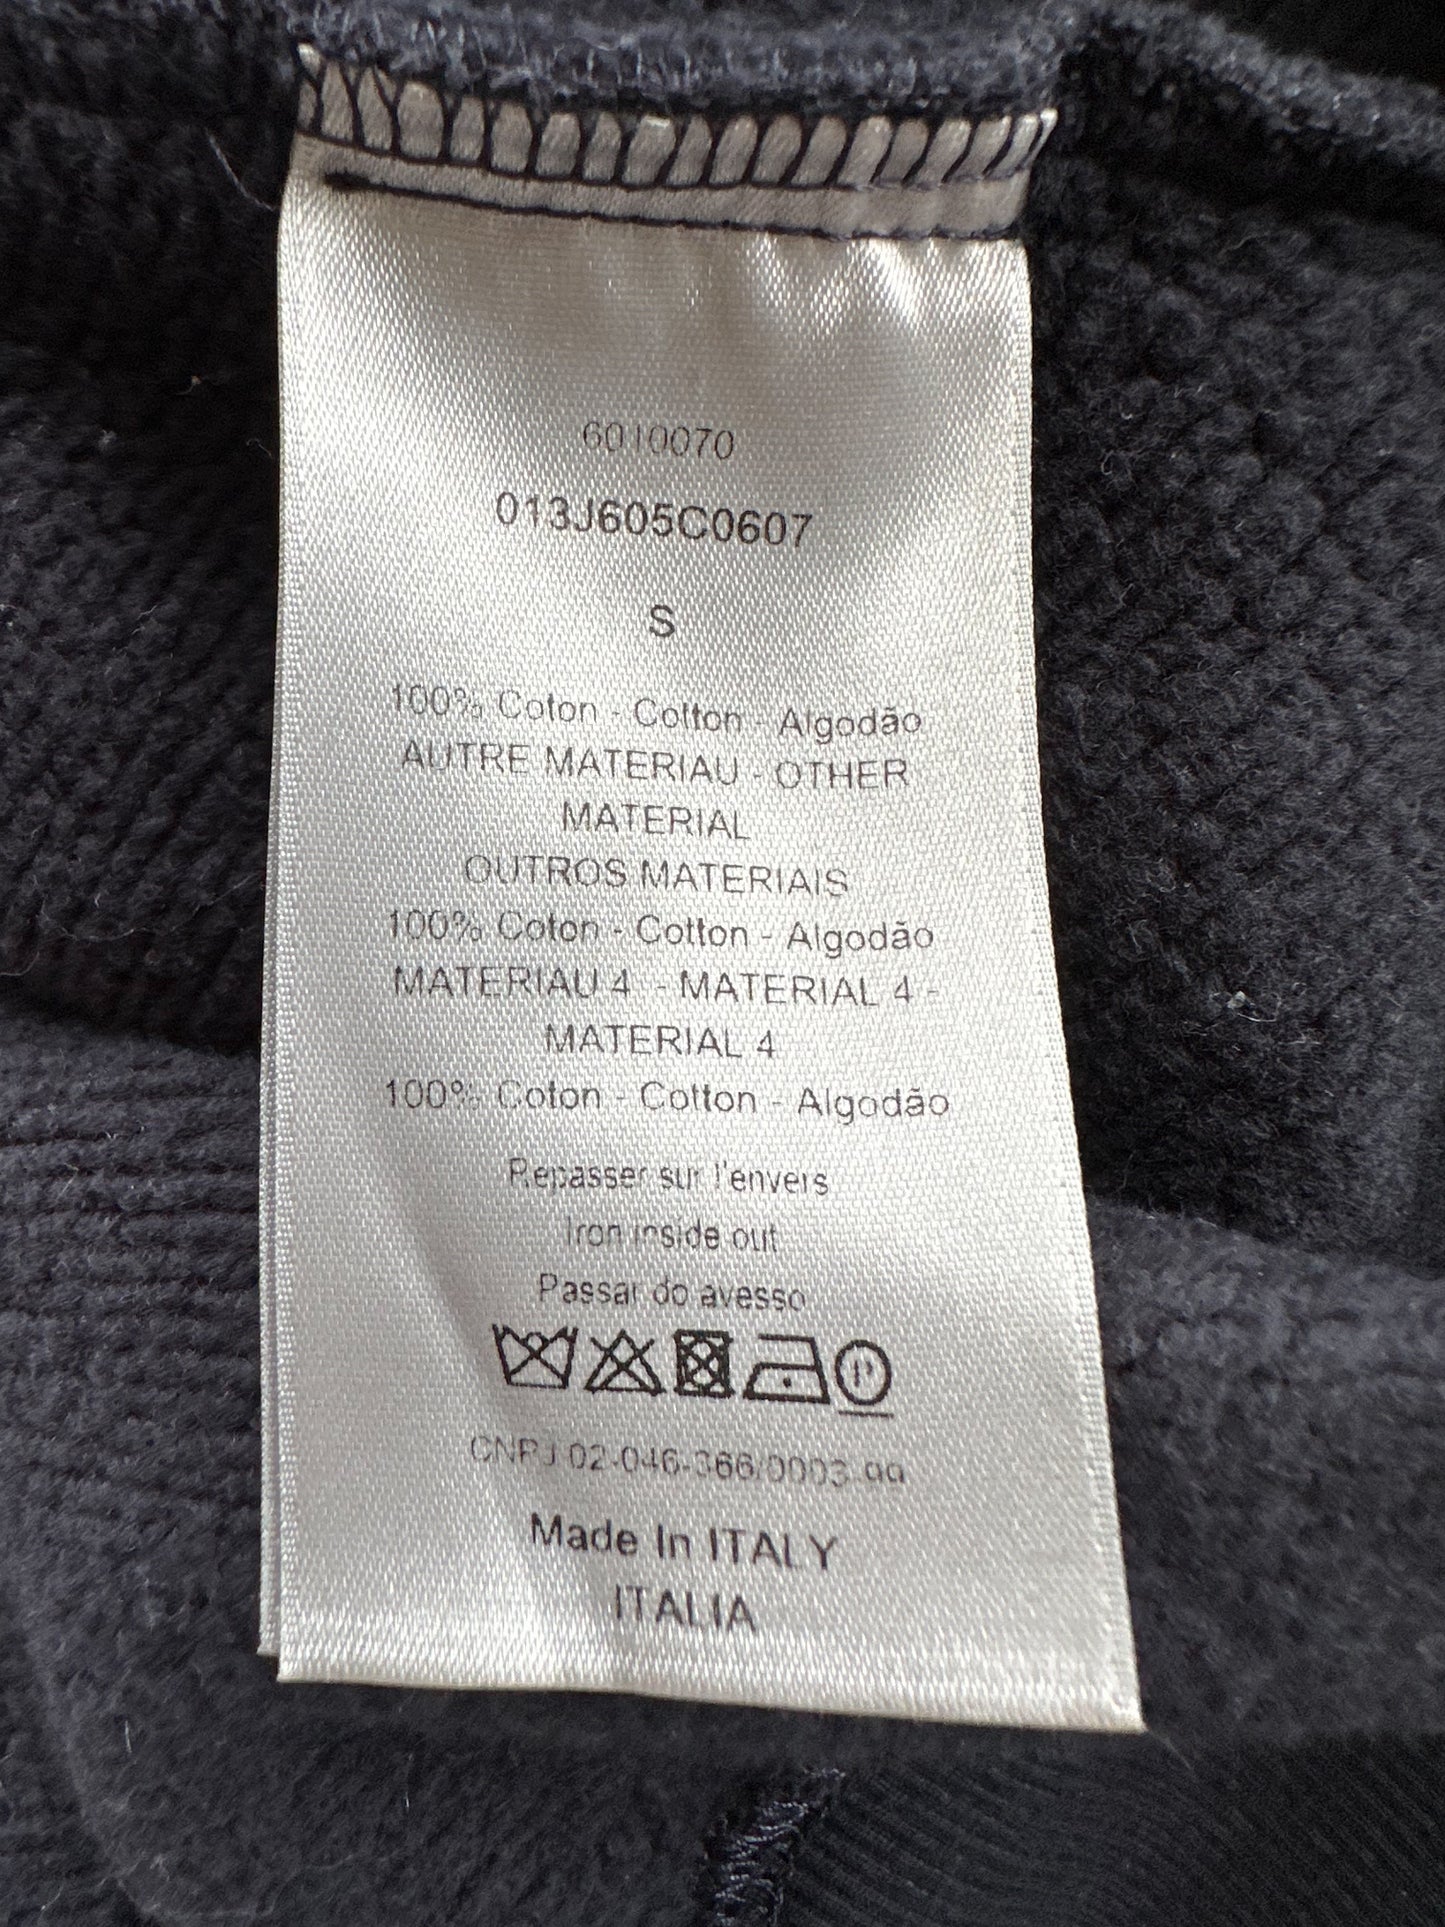 6010070
013J605C0607
S
100% Coton - Cotton - Algodão
AUTRE MATERIAU - OTHER
MATERIAL
OUTROS MATERIAIS
100% Coton - Cotton - Algodão
MATERIAU 4 - MATERIAL 4 -
MATERIAL 4
100% Coton - Cotton - Algodão
Repasser sur l'envers
Iron inside out
Passar do avesso
P
CNPJ 02-046-366/0003-99
Made In ITALY
ITALIA